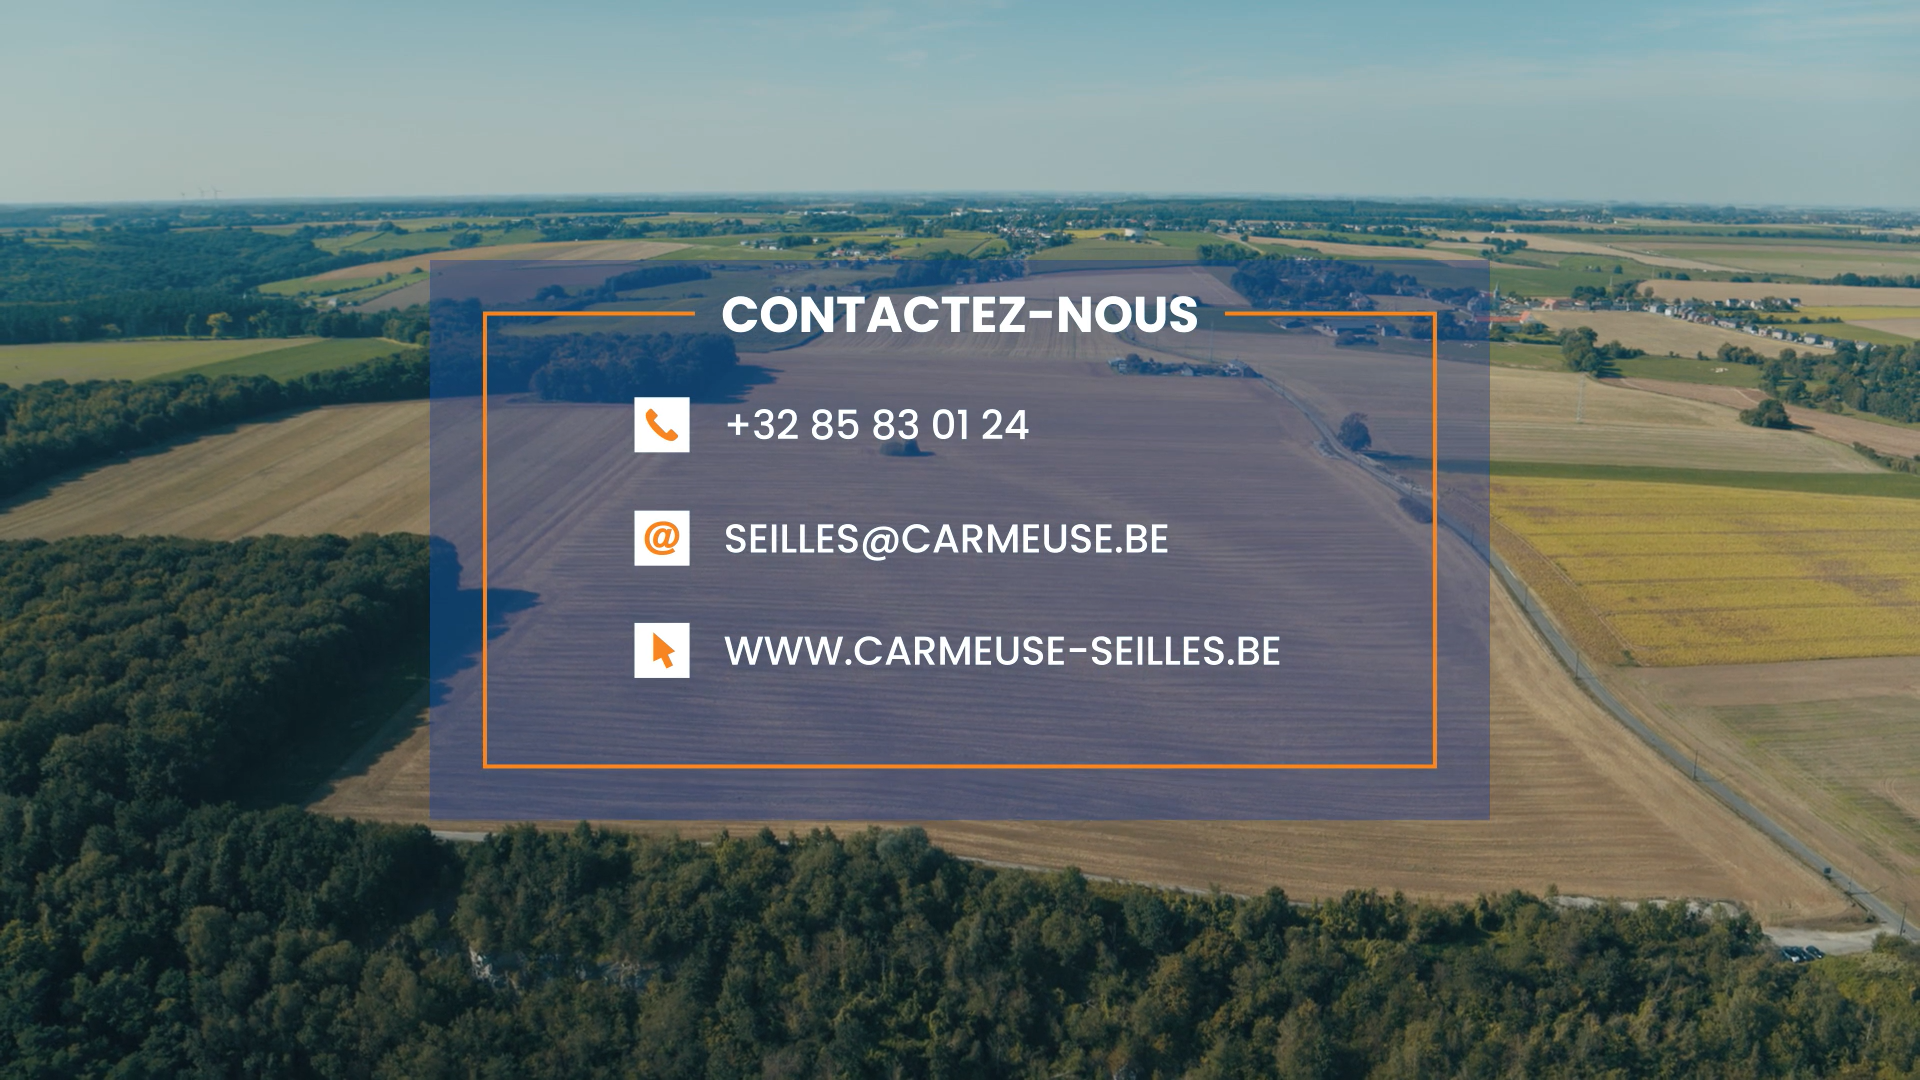 CONTACTEZ-NOUS
+32 85 83 01 24
@
SEILLES@CARMEUSE.BE
WWW.CARMEUSE-SEILLES.BE